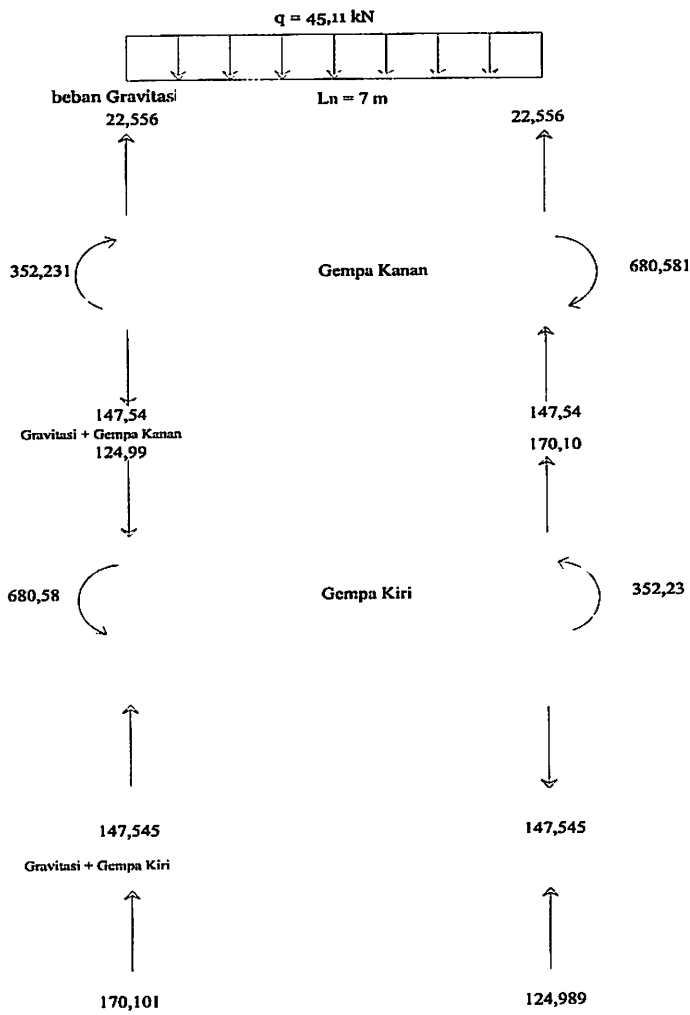 q = 45,11 kN
beban Gravitasi
Ln = 7 m
22,556
22,556
352,231
Gempa Kanan
680,581
147,54
147,54
Gravitasi + Gempa Kanan
124,99
170,10
680,58
Gempa Kiri
352,23
147,545
147,545
Gravitasi + Gempa Kiri
170,101
124,989